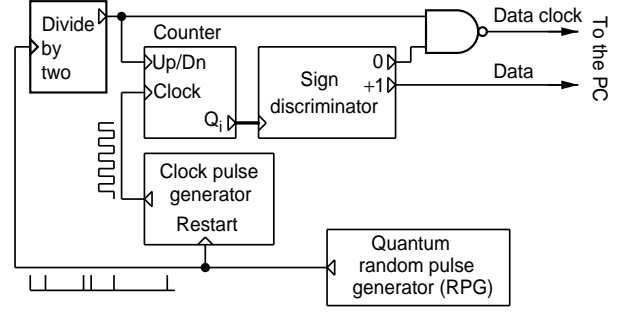 Divide
by
two
Counter
Up/Dn
Clock
Qi
Sign
discriminator
0
+1
Data clock
Data
To the PC
Clock pulse
generator
Restart
Quantum
random pulse
generator (RPG)